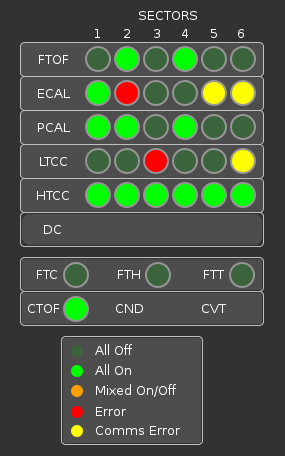 SECTORS
1 2 3 4 5 6
FTOF
ECAL
PCAL
LTCC
HTCC
DC
FTC FTH FTT
CTOF CND CVT
All Off
All On
Mixed On/Off
Error
Comms Error